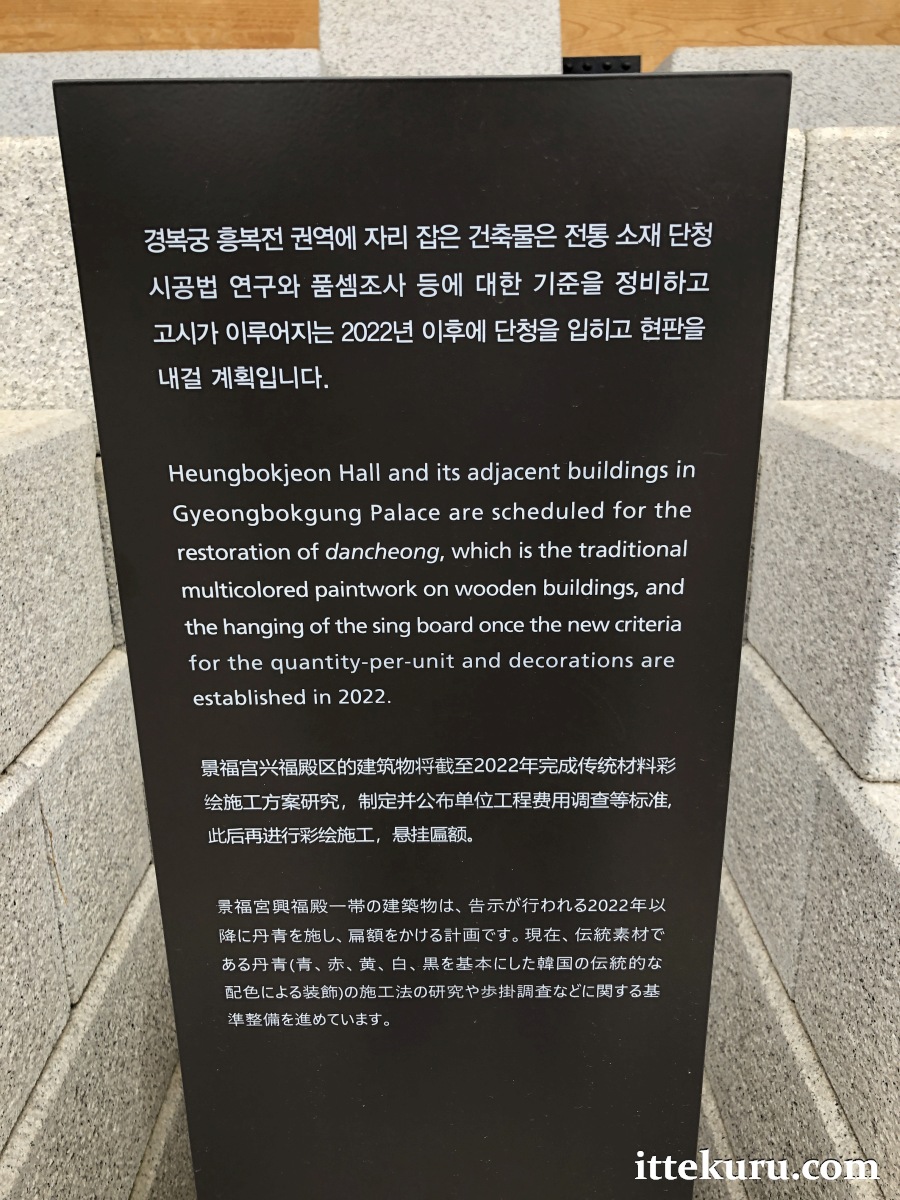 경복궁 흥복전 권역에 자리 잡은 건축물은 전통 소재 단청
시공법 연구와 품셈조사 등에 대한 기준을 정비하고
고시가 이루어지는 2022년 이후에 단청을 입히고 현판을
내걸 계획입니다.
Heungbokjeon Hall and its adjacent buildings in
Gyeongbokgung Palace are scheduled for the
restoration of dancheong, which is the traditional
multicolored paintwork on wooden buildings, and
the hanging of the sing board once the new criteria
for the quantity-per-unit and decorations are
established in 2022.
景福宫兴福殿区的建筑物将截至2022年完成传统材料彩
绘施工方案研究，制定并公布单位工程费用调查等标准,
此后再进行彩绘施工，悬挂匾额。
景福宮興福殿一帯の建築物は、告示が行われる2022年以
降に丹青を施し、扁額をかける計画です。現在、伝統素材で
ある丹青(青、赤、黄、白、黒を基本にした韓国の伝統的な
配色による装飾)の施工法の研究や歩掛調査などに関する基
準整備を進めています。
ittekuru.com